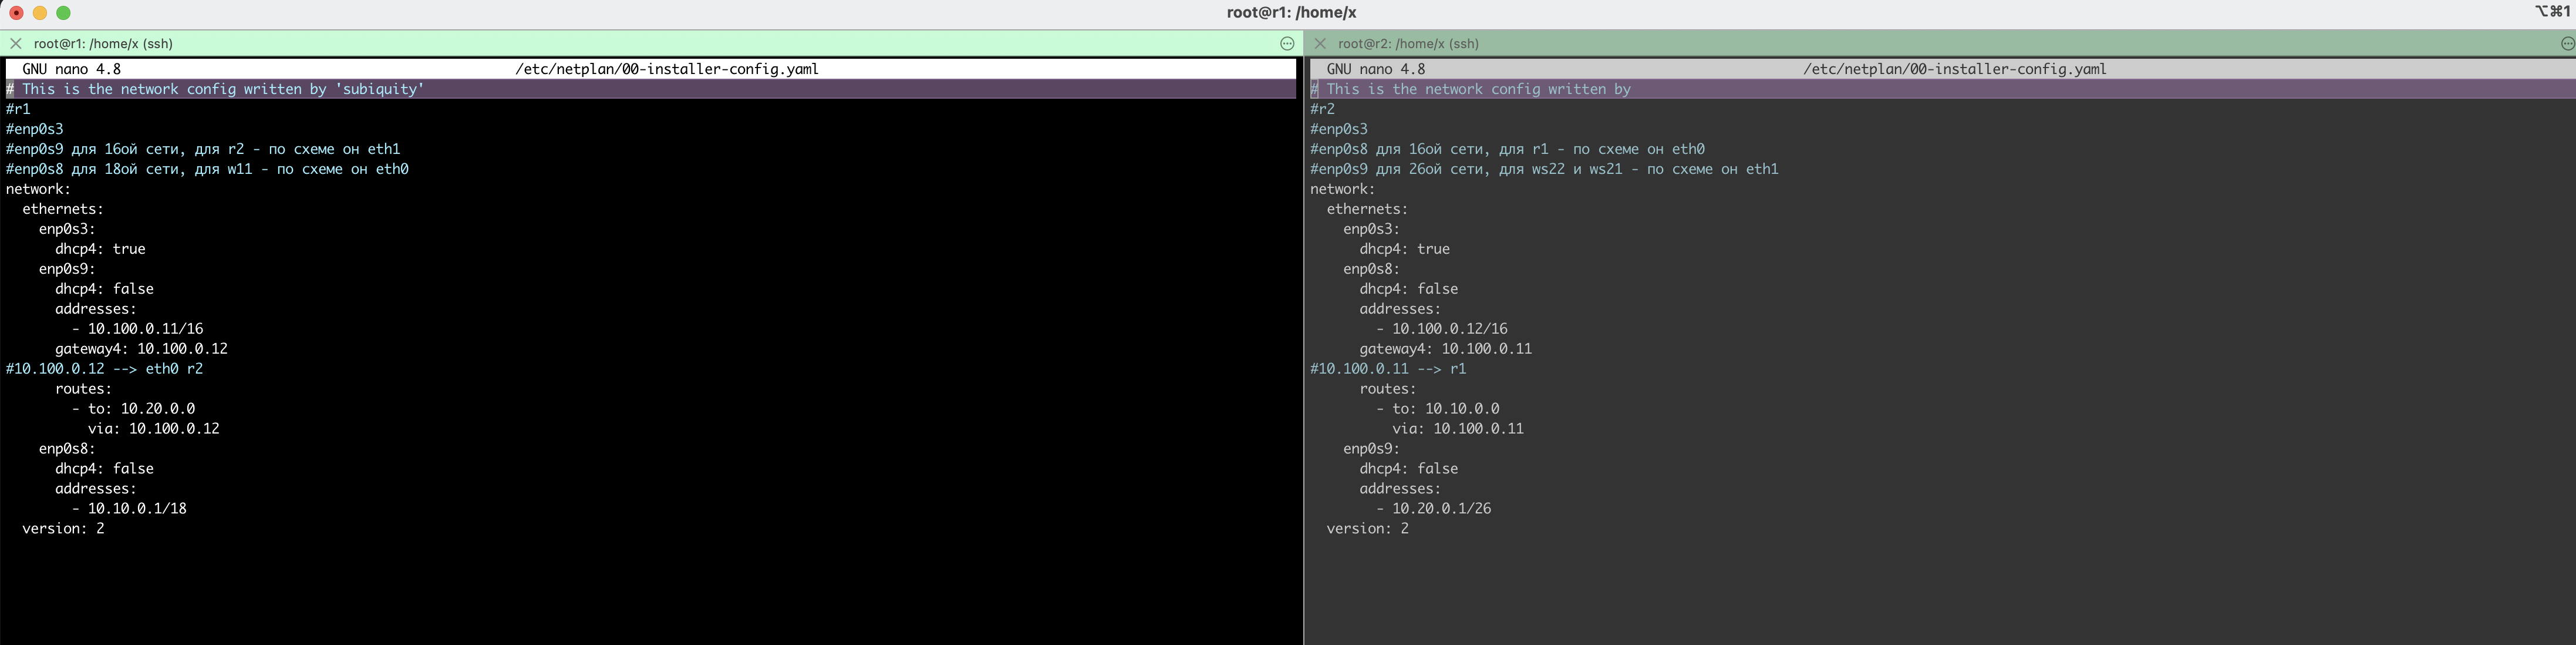 root@r1: /home/x
⌥⌘1
root@r1: /home/x (ssh)
GNU nano 4.8 /etc/netplan/00-installer-config.yaml
# This is the network config written by 'subiquity'
#r1
#enp0s3
#enp0s9 для 16ой сети, для r2 - по схеме он eth1
#enp0s8 для 18ой сети, для w11 - по схеме он eth0
network:
  ethernets:
    enp0s3:
      dhcp4: true
    enp0s9:
      dhcp4: false
      addresses:
        - 10.100.0.11/16
      gateway4: 10.100.0.12
#10.100.0.12 --> eth0 r2
      routes:
        - to: 10.20.0.0
          via: 10.100.0.12
    enp0s8:
      dhcp4: false
      addresses:
        - 10.10.0.1/18
  version: 2
root@r2: /home/x (ssh)
GNU nano 4.8 /etc/netplan/00-installer-config.yaml
# This is the network config written by
#r2
#enp0s3
#enp0s8 для 16ой сети, для r1 - по схеме он eth0
#enp0s9 для 26ой сети, для ws22 и ws21 - по схеме он eth1
network:
  ethernets:
    enp0s3:
      dhcp4: true
    enp0s8:
      dhcp4: false
      addresses:
        - 10.100.0.12/16
      gateway4: 10.100.0.11
#10.100.0.11 --> r1
      routes:
        - to: 10.10.0.0
          via: 10.100.0.11
    enp0s9:
      dhcp4: false
      addresses:
        - 10.20.0.1/26
  version: 2